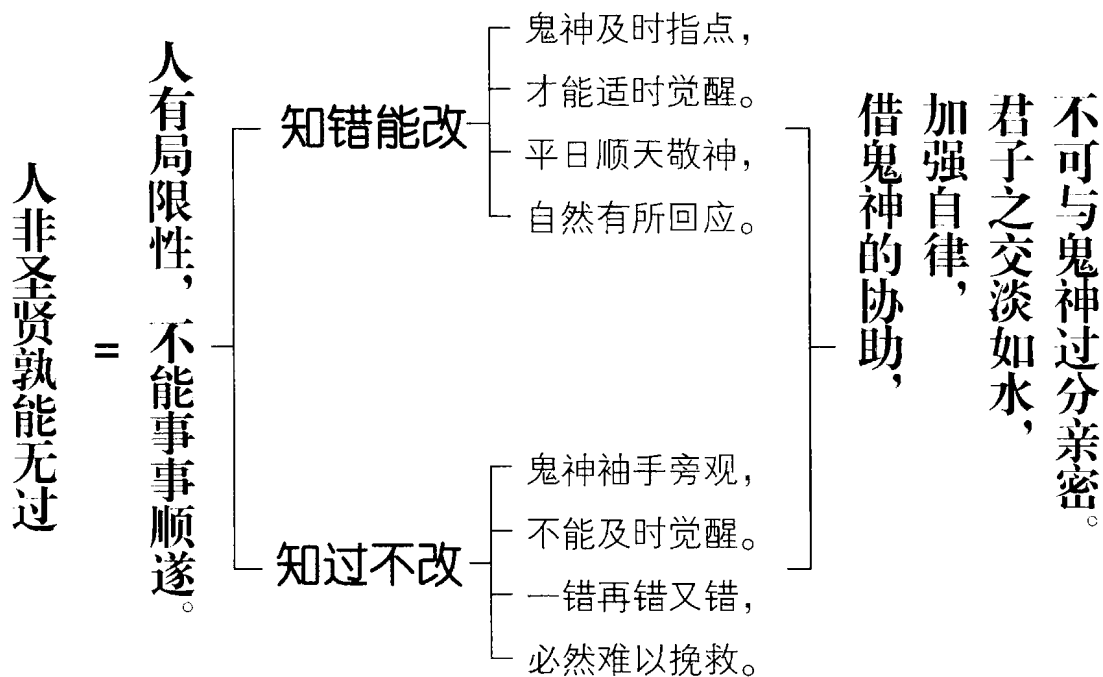 人非圣贤孰能无过
=
人有局限性，不能事事顺遂。
知错能改
鬼神及时指点，
才能适时觉醒。
平日顺天敬神，
自然有所回应。
知过不改
鬼神袖手旁观，
不能及时觉醒。
一错再错又错，
必然难以挽救。
借鬼神的协助，
加强自律，
君子之交淡如水，
不可与鬼神过分亲密。